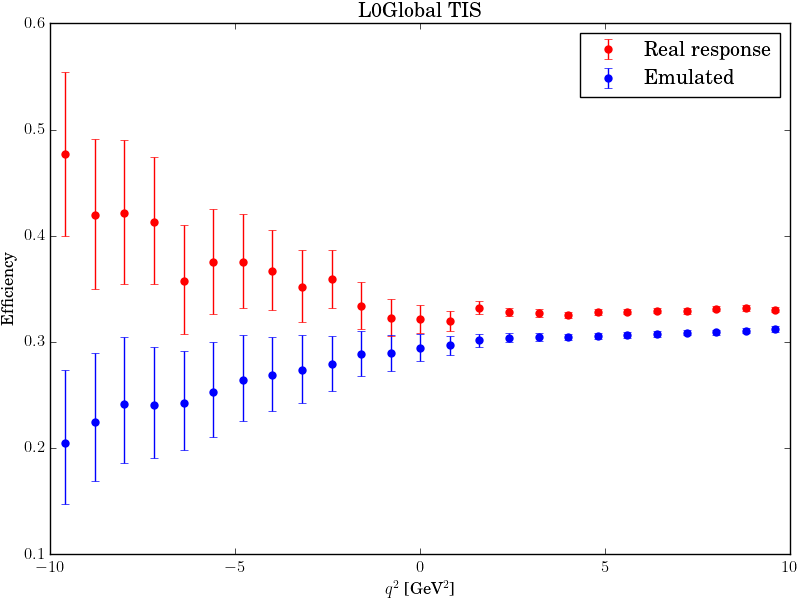 L0Global TIS
Real response
Emulated
Efficiency
0.6
0.5
0.4
0.3
0.2
0.1
−10
−5
0
5
10
q² [GeV²]